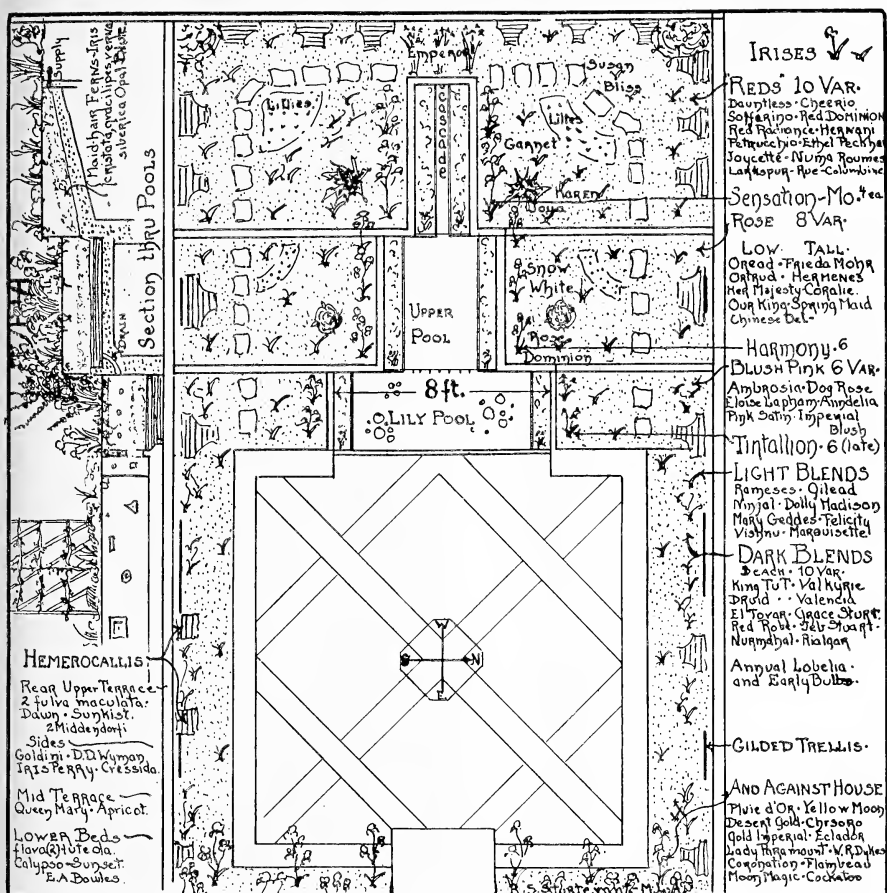 Supply
Maidhair Ferns-Iris
cristata, gracilipes, verna
siberica Opal
Section thru Pools
Drain
Hemerocallis
Rear Upper Terrace
2 fulva maculata.
Dawn. Sunkist.
2 Middendorfi
Sides
Goldini. D.D. Wyman
Iris Perry. Cressida.
Mid Terrace
Queen Mary. Apricot.
Lower Beds
flava(2) luteola.
Calypso-Sunset.
E.A. Bowles.
Emperor
cascade
Lilies
Susan
Bliss
Lilies
Garnet
Karen
Joya
Snow
White
Rose
Dominion
Upper
Pool
8 ft.
Lily Pool
W
S
N
E
Irises
"Reds" 10 Var.
Dauntless. Cheerio
Solferino. Red Dominion
Red Radiance. Hernani
Petrucchio. Ethel Peckham
Joycette. Numa Roumes
Larkspur-Rue-Columbine
Sensation-Mo. 4 ea
Rose 8 Var.
Low. Tall.
Oread. Frieda Mohr
Ortrud. Hermenes
Her Majesty Coralie.
Our King. Spring Maid
Chinese Del.
Harmony. 6
Blush Pink 6 Var.
Ambrosia. Dog Rose
Eloise Lapham. Anndelia
Pink Satin. Imperial
Blush
Tintallion. 6 (late)
Light Blends
Rameses. Gilead
Ninjal. Dolly Madison
Mary Geddes. Felicity
Vishnu. Marquisette
Dark Blends
3 each. 10 Var.
King Tut. Valkyrie
Druid. Valencia
El Tovar. Grace Sturt.
Red Robe. Jeb Stuart.
Nurmahal. Rialgar
Annual Lobelia.
and Early Bulbs.
Gilded Trellis.
And Against House
Pluie d'Or. Yellow Moon
Desert Gold. Chrsoro
Gold Imperial. Eclador
Lady Paramount. W.R. Dykes
Coronation. Flambeau
Moon Magic. Cockatoo
R.S. Sturtevant